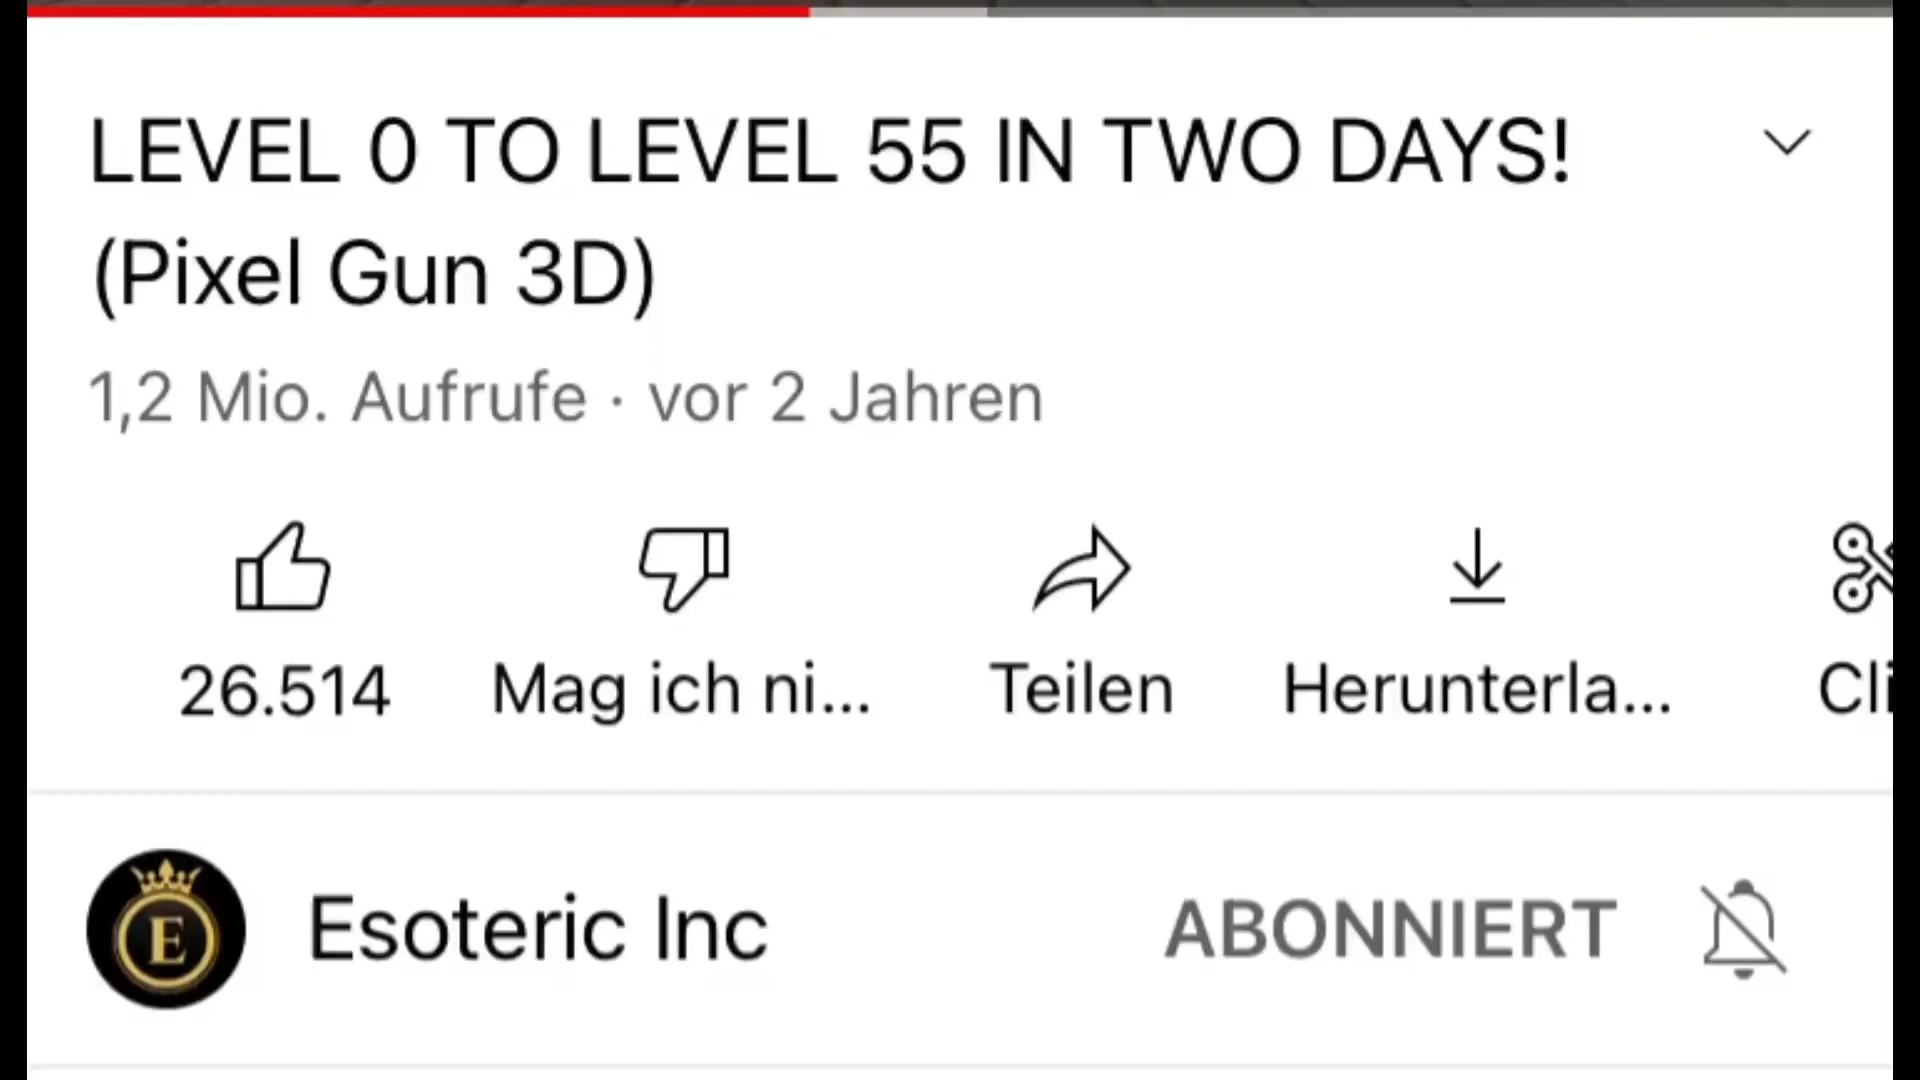 LEVEL 0 TO LEVEL 55 IN TWO DAYS!
(Pixel Gun 3D)
1,2 Mio. Aufrufe · vor 2 Jahren
26.514 Mag ich ni... Teilen Herunterla... Cli
E Esoteric Inc ABONNIERT